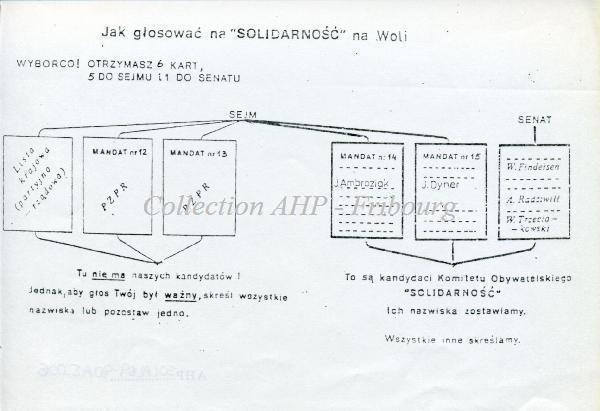 Jak głosować na "SOLIDARNOŚĆ" na Woli
WYBORCO! OTRZYMASZ 6 KART,
5 DO SEJMU i 1 DO SENATU
SEJM
SENAT
Lista
krajowa
(partyjno
rządowa)
MANDAT nr 12
PZPR
MANDAT nr 13
PZPR
MANDAT nr 14
J. Ambroziak
MANDAT nr 15
J. Dyner
W. Findeisen
A. Radziwiłł
W. Trzecia-
-kowski
Collection AHP - Fribourg
Tu nie ma naszych kandydatów!
Jednak, aby głos Twój był ważny, skreśl wszystkie
nazwiska lub pozostaw jedno.
To są kandydaci Komitetu Obywatelskiego
"SOLIDARNOŚĆ"
Ich nazwiska zostawiamy.
Wszystkie inne skreślamy.